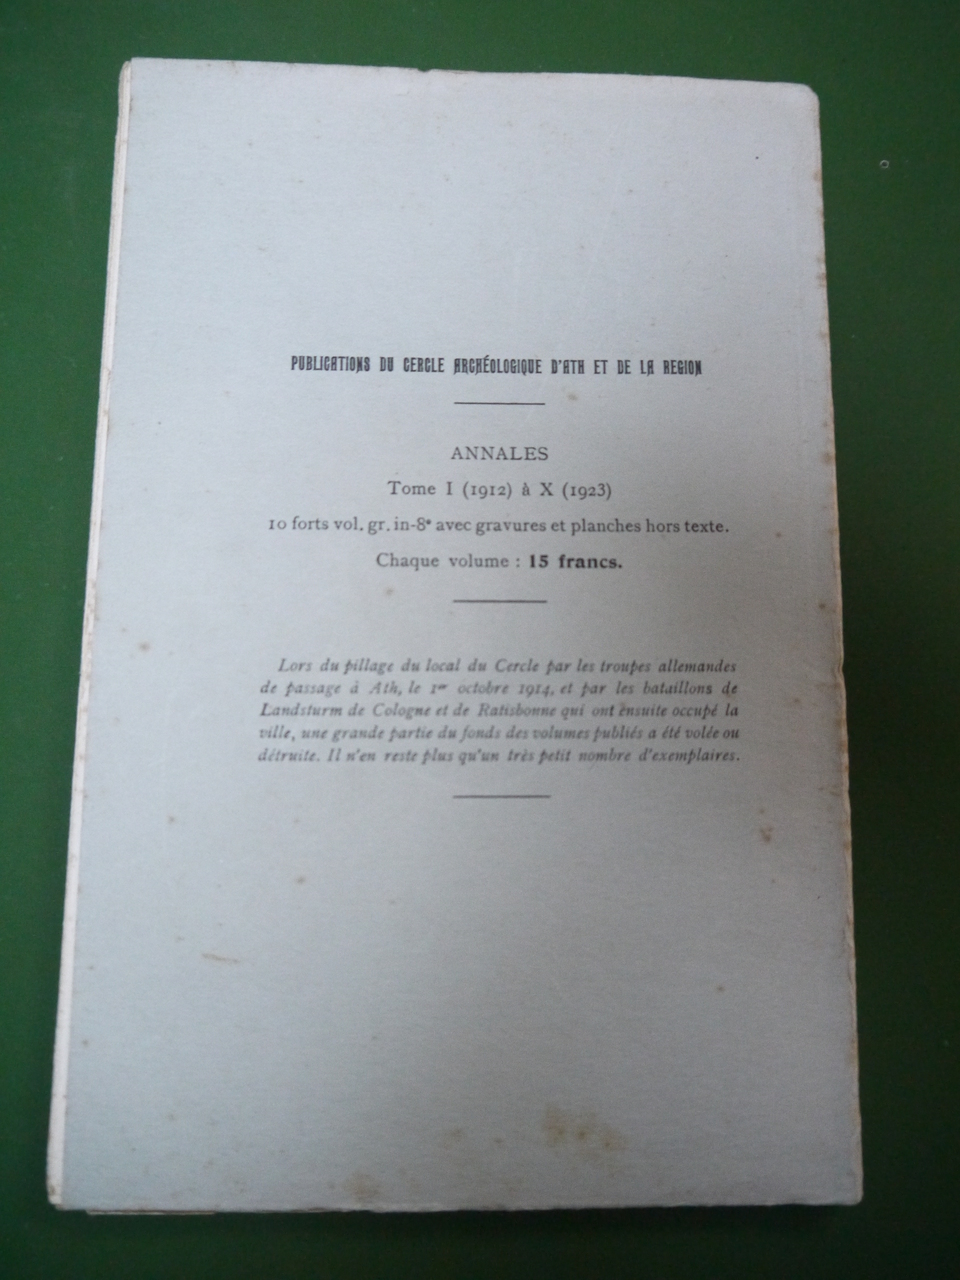 PUBLICATIONS DU CERCLE ARCHÉOLOGIQUE D'ATH ET DE LA REGION
ANNALES
Tome I (1912) à X (1923)
10 forts vol. gr. in-8° avec gravures et planches hors texte.
Chaque volume : 15 francs.
Lors du pillage du local du Cercle par les troupes allemandes
de passage à Ath, le 1er octobre 1914, et par les bataillons de
Landsturm de Cologne et de Ratisbonne qui ont ensuite occupé la
ville, une grande partie du fonds des volumes publiés a été volée ou
détruite. Il n'en reste plus qu'un très petit nombre d'exemplaires.